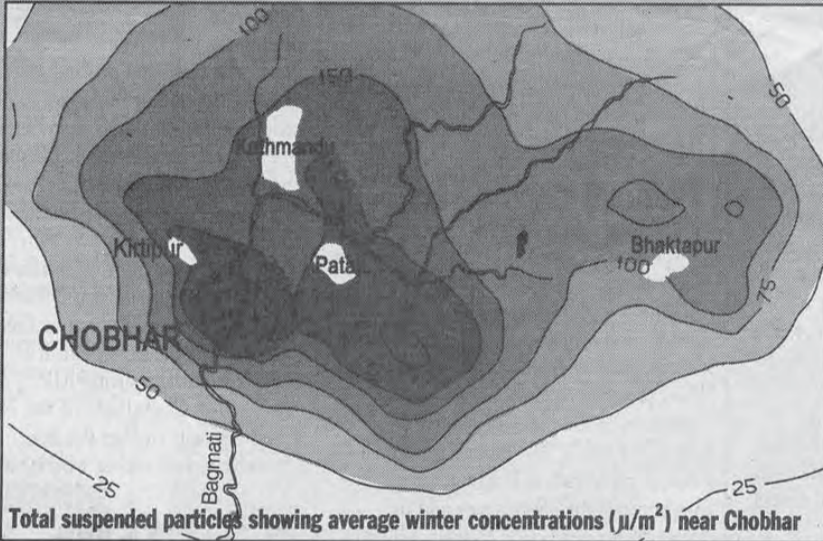 100
150
50
Kathmandu
Kirtipur
Patan
Bhaktapur
100
75
CHOBHAR
50
Bagmati
25
25
Total suspended particles showing average winter concentrations (µ/m²) near Chobhar